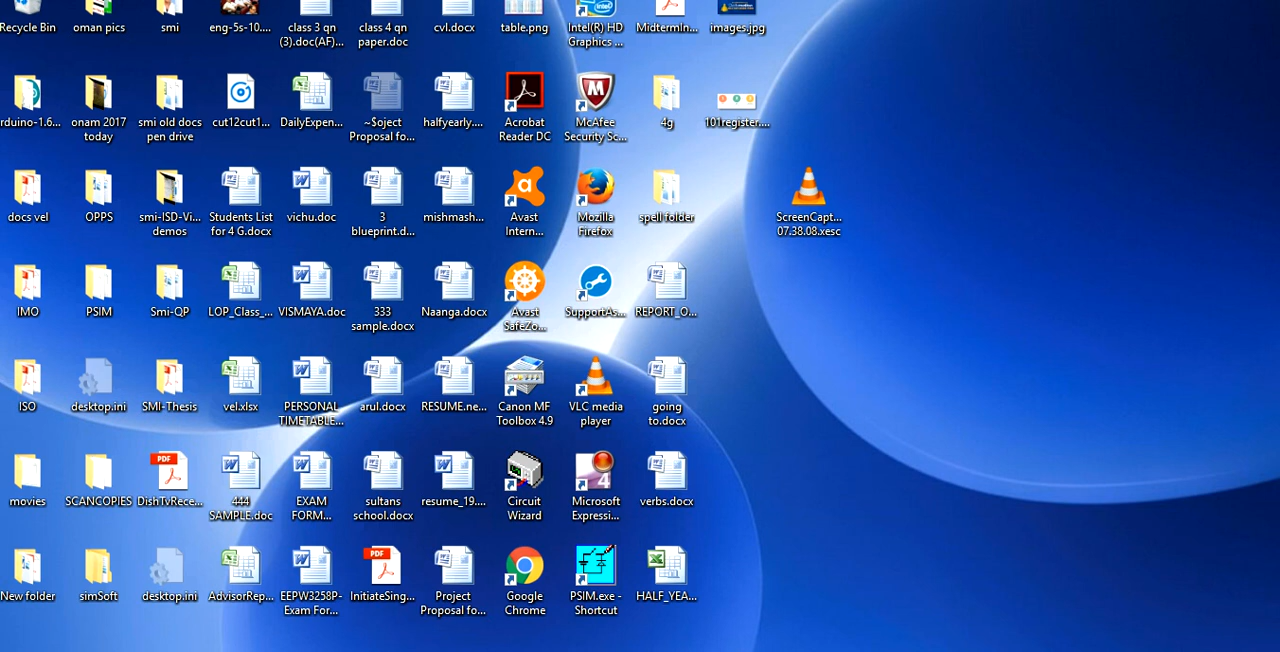 Recycle Bin
oman pics
smi
eng-5s-10....
class 3 qn
(3).doc(AF)...
class 4 qn
paper.doc
cvl.docx
table.png
Intel(R) HD
Graphics ...
MidtermIn...
images.jpg
rduino-1.6...
onam 2017
today
smi old docs
pen drive
cut12cut1...
DailyExpen...
~$oject
Proposal fo...
halfyearly....
Acrobat
Reader DC
McAfee
Security Sc...
4g
101register....
docs vel
OPPS
smi-ISD-Vi...
demos
Students List
for 4 G.docx
vichu.doc
3
blueprint.d...
mishmash...
Avast
Intern...
Mozilla
Firefox
spell folder
ScreenCapt...
07.38.08.xesc
IMO
PSIM
Smi-QP
LOP_Class_...
VISMAYA.doc
333
sample.docx
Naanga.docx
Avast
SafeZo...
SupportAs...
REPORT_O...
ISO
desktop.ini
SMI-Thesis
vel.xlsx
PERSONAL
TIMETABLE...
arul.docx
RESUME.ne...
Canon MF
Toolbox 4.9
VLC media
player
going
to.docx
movies
SCANCOPIES
PDF
DishTvRece...
444
SAMPLE.doc
EXAM
FORM...
sultans
school.docx
resume_19....
Circuit
Wizard
4
Microsoft
Expressi...
verbs.docx
New folder
simSoft
desktop.ini
AdvisorRep...
EEPW3258P-
Exam For...
PDF
InitiateSing...
Project
Proposal fo...
Google
Chrome
PSIM.exe -
Shortcut
HALF_YEA...